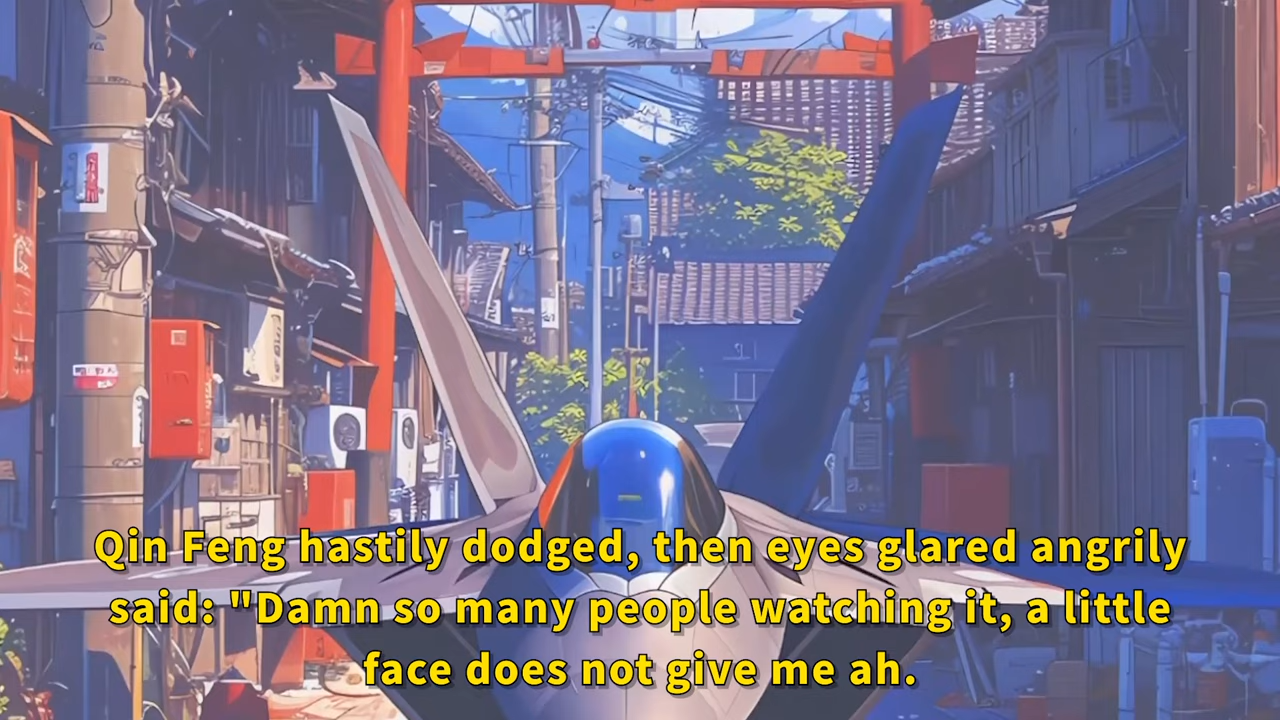 Qin Feng hastily dodged, then eyes glared angrily
said: "Damn so many people watching it, a little
face does not give me ah.